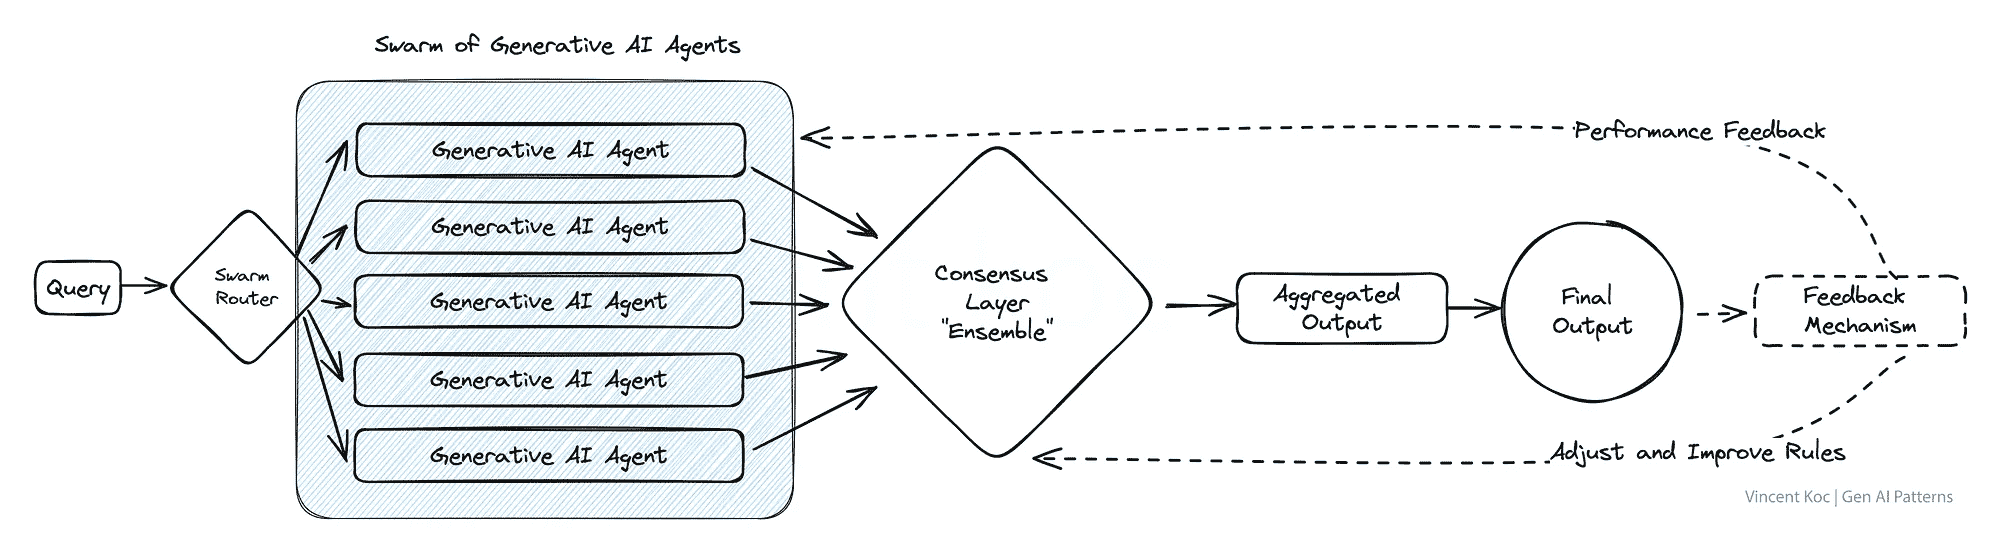 Swarm of Generative AI Agents
Query
Swarm
Router
Generative AI Agent
Generative AI Agent
Generative AI Agent
Generative AI Agent
Generative AI Agent
Consensus
Layer
"Ensemble"
Aggregated
Output
Final
Output
Feedback
Mechanism
Performance Feedback
Adjust and Improve Rules
Vincent Koc | Gen AI Patterns